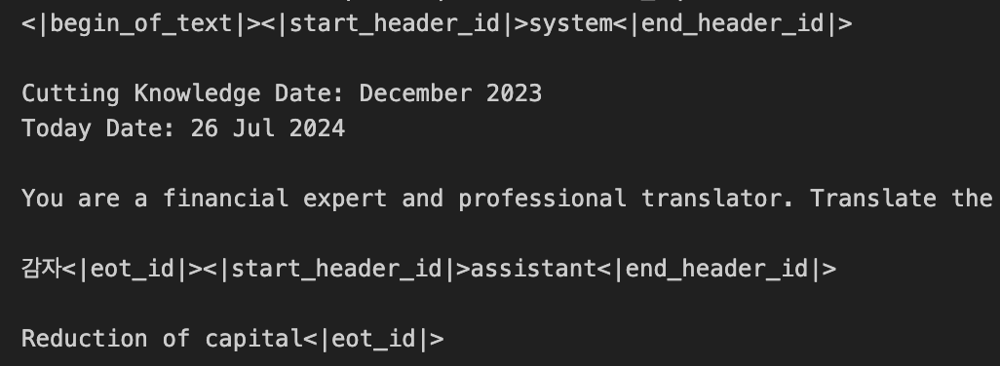 <|begin_of_text|><|start_header_id|>system<|end_header_id|>
Cutting Knowledge Date: December 2023
Today Date: 26 Jul 2024
You are a financial expert and professional translator. Translate the
감자<|eot_id|><|start_header_id|>assistant<|end_header_id|>
Reduction of capital<|eot_id|>